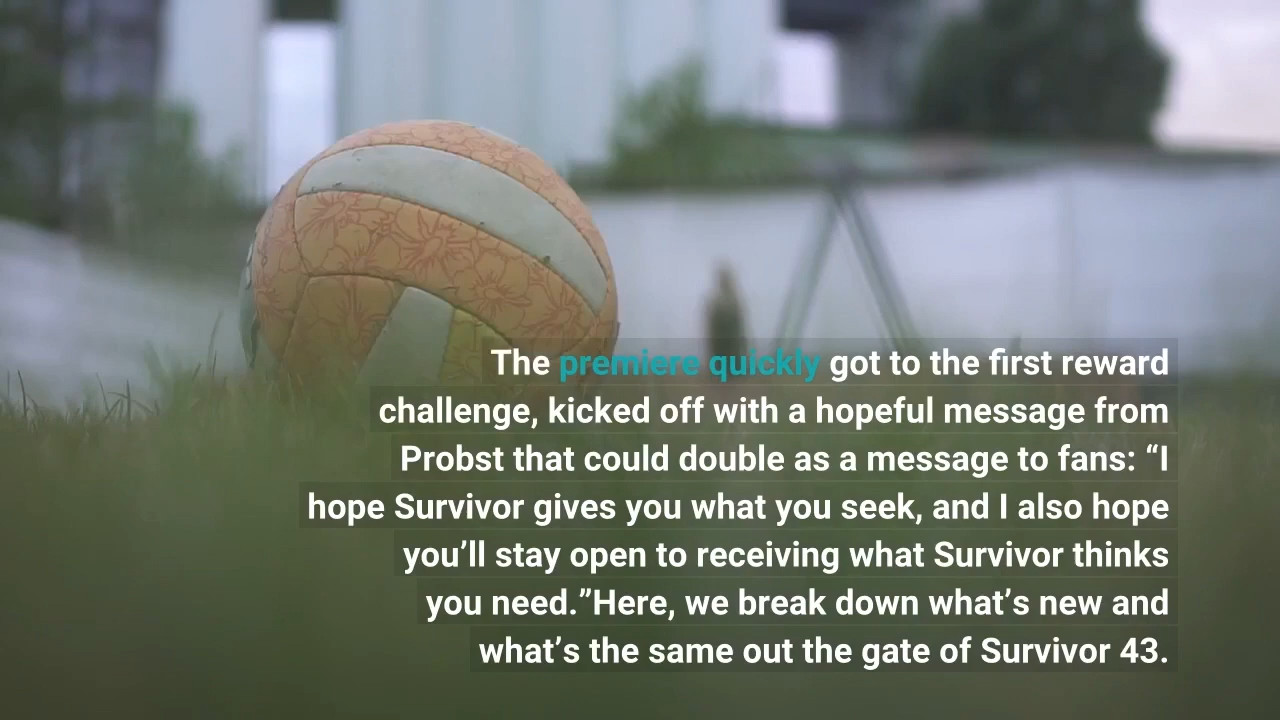 The premiere quickly got to the first reward
challenge, kicked off with a hopeful message from
Probst that could double as a message to fans: “I
hope Survivor gives you what you seek, and I also hope
you’ll stay open to receiving what Survivor thinks
you need.”Here, we break down what’s new and
what’s the same out the gate of Survivor 43.